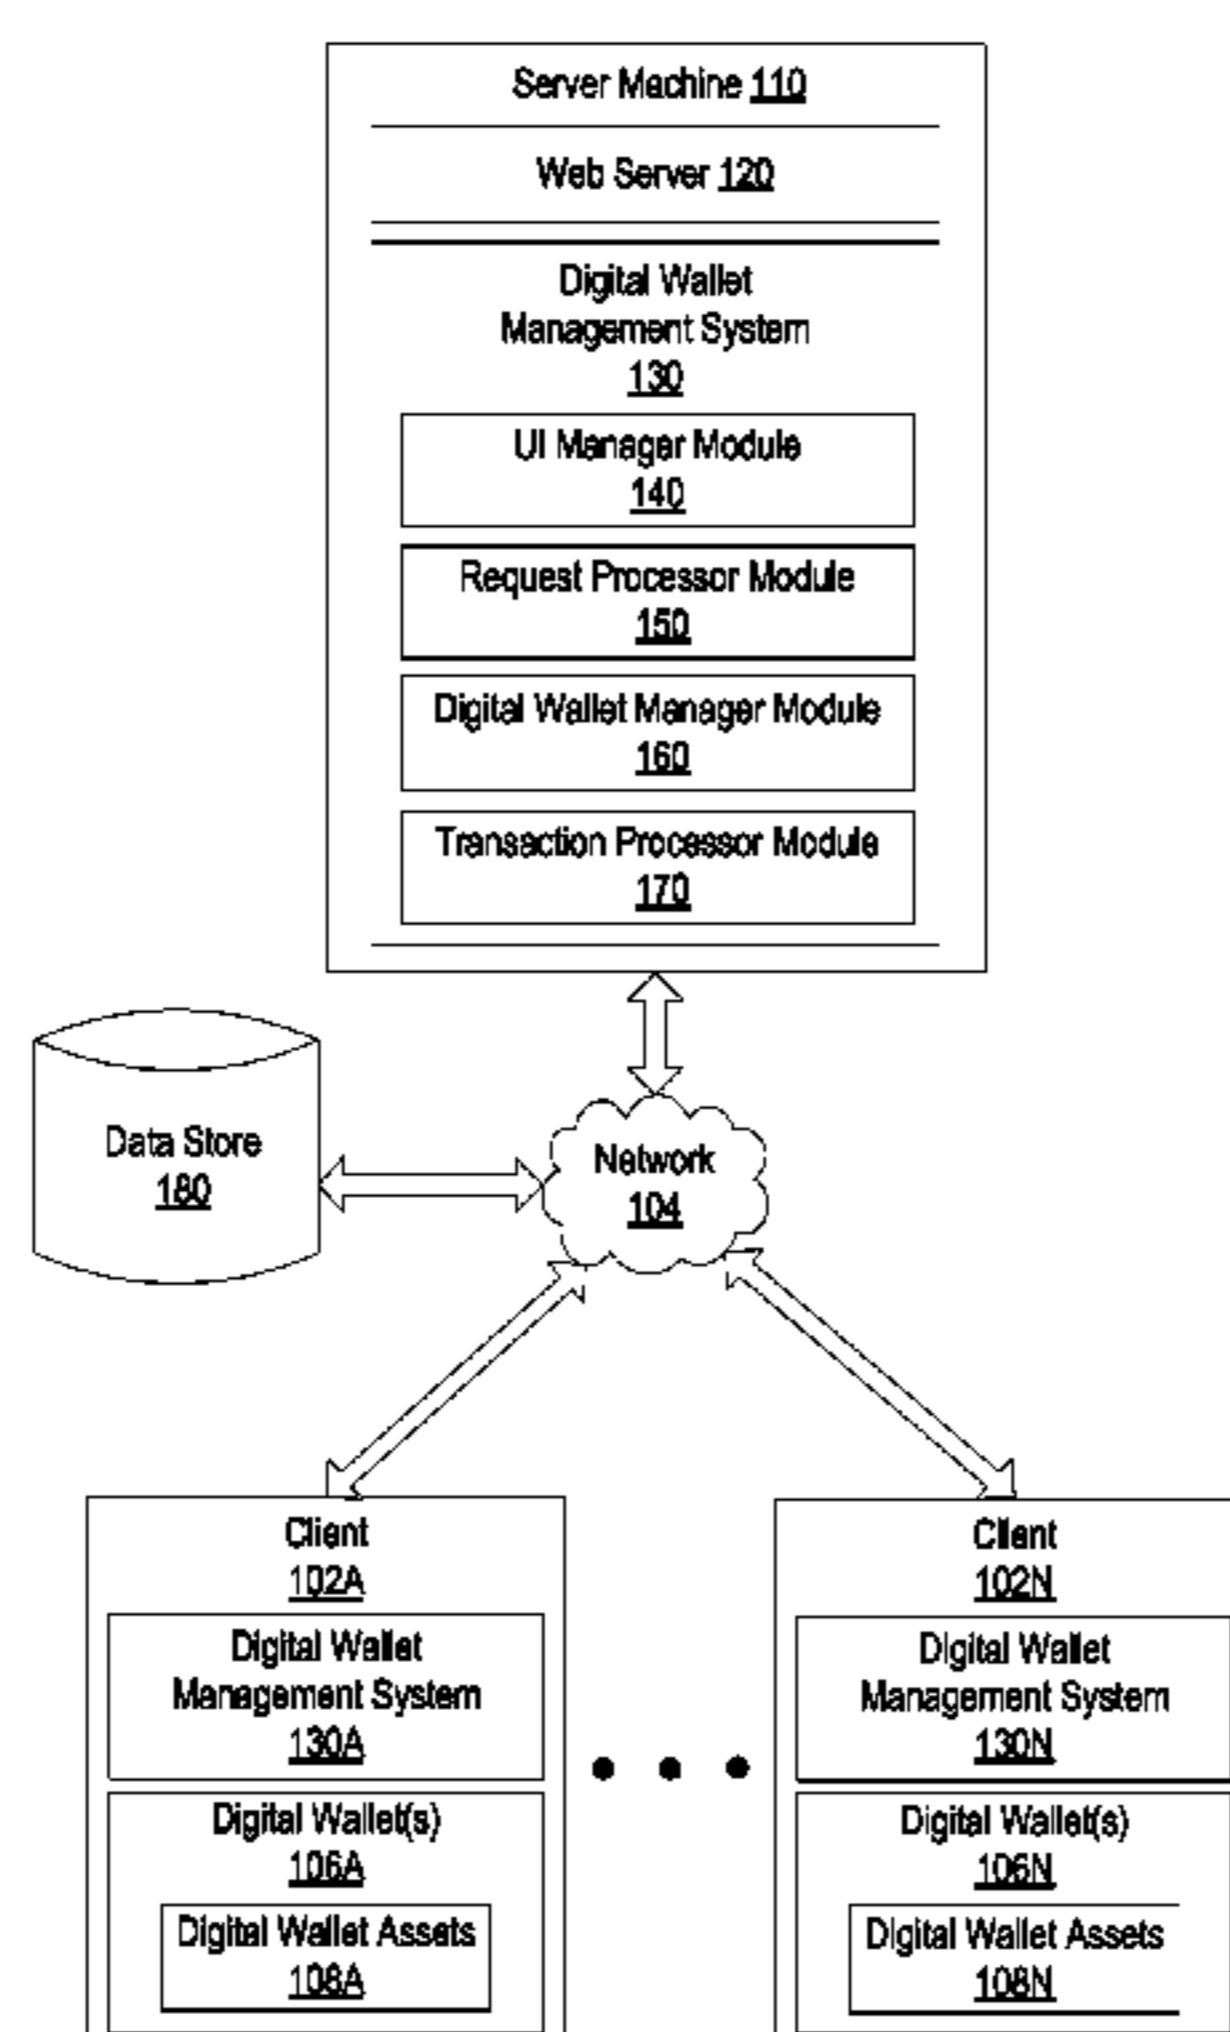 Server Machine 110
Web Server 120
Digital Wallet
Management System
130
UI Manager Module
140
Request Processor Module
150
Digital Wallet Manager Module
160
Transaction Processor Module
170
Data Store
180
Network
104
Client
102A
Digital Wallet
Management System
130A
Digital Wallet(s)
106A
Digital Wallet Assets
108A
Client
102N
Digital Wallet
Management System
130N
Digital Wallet(s)
106N
Digital Wallet Assets
108N